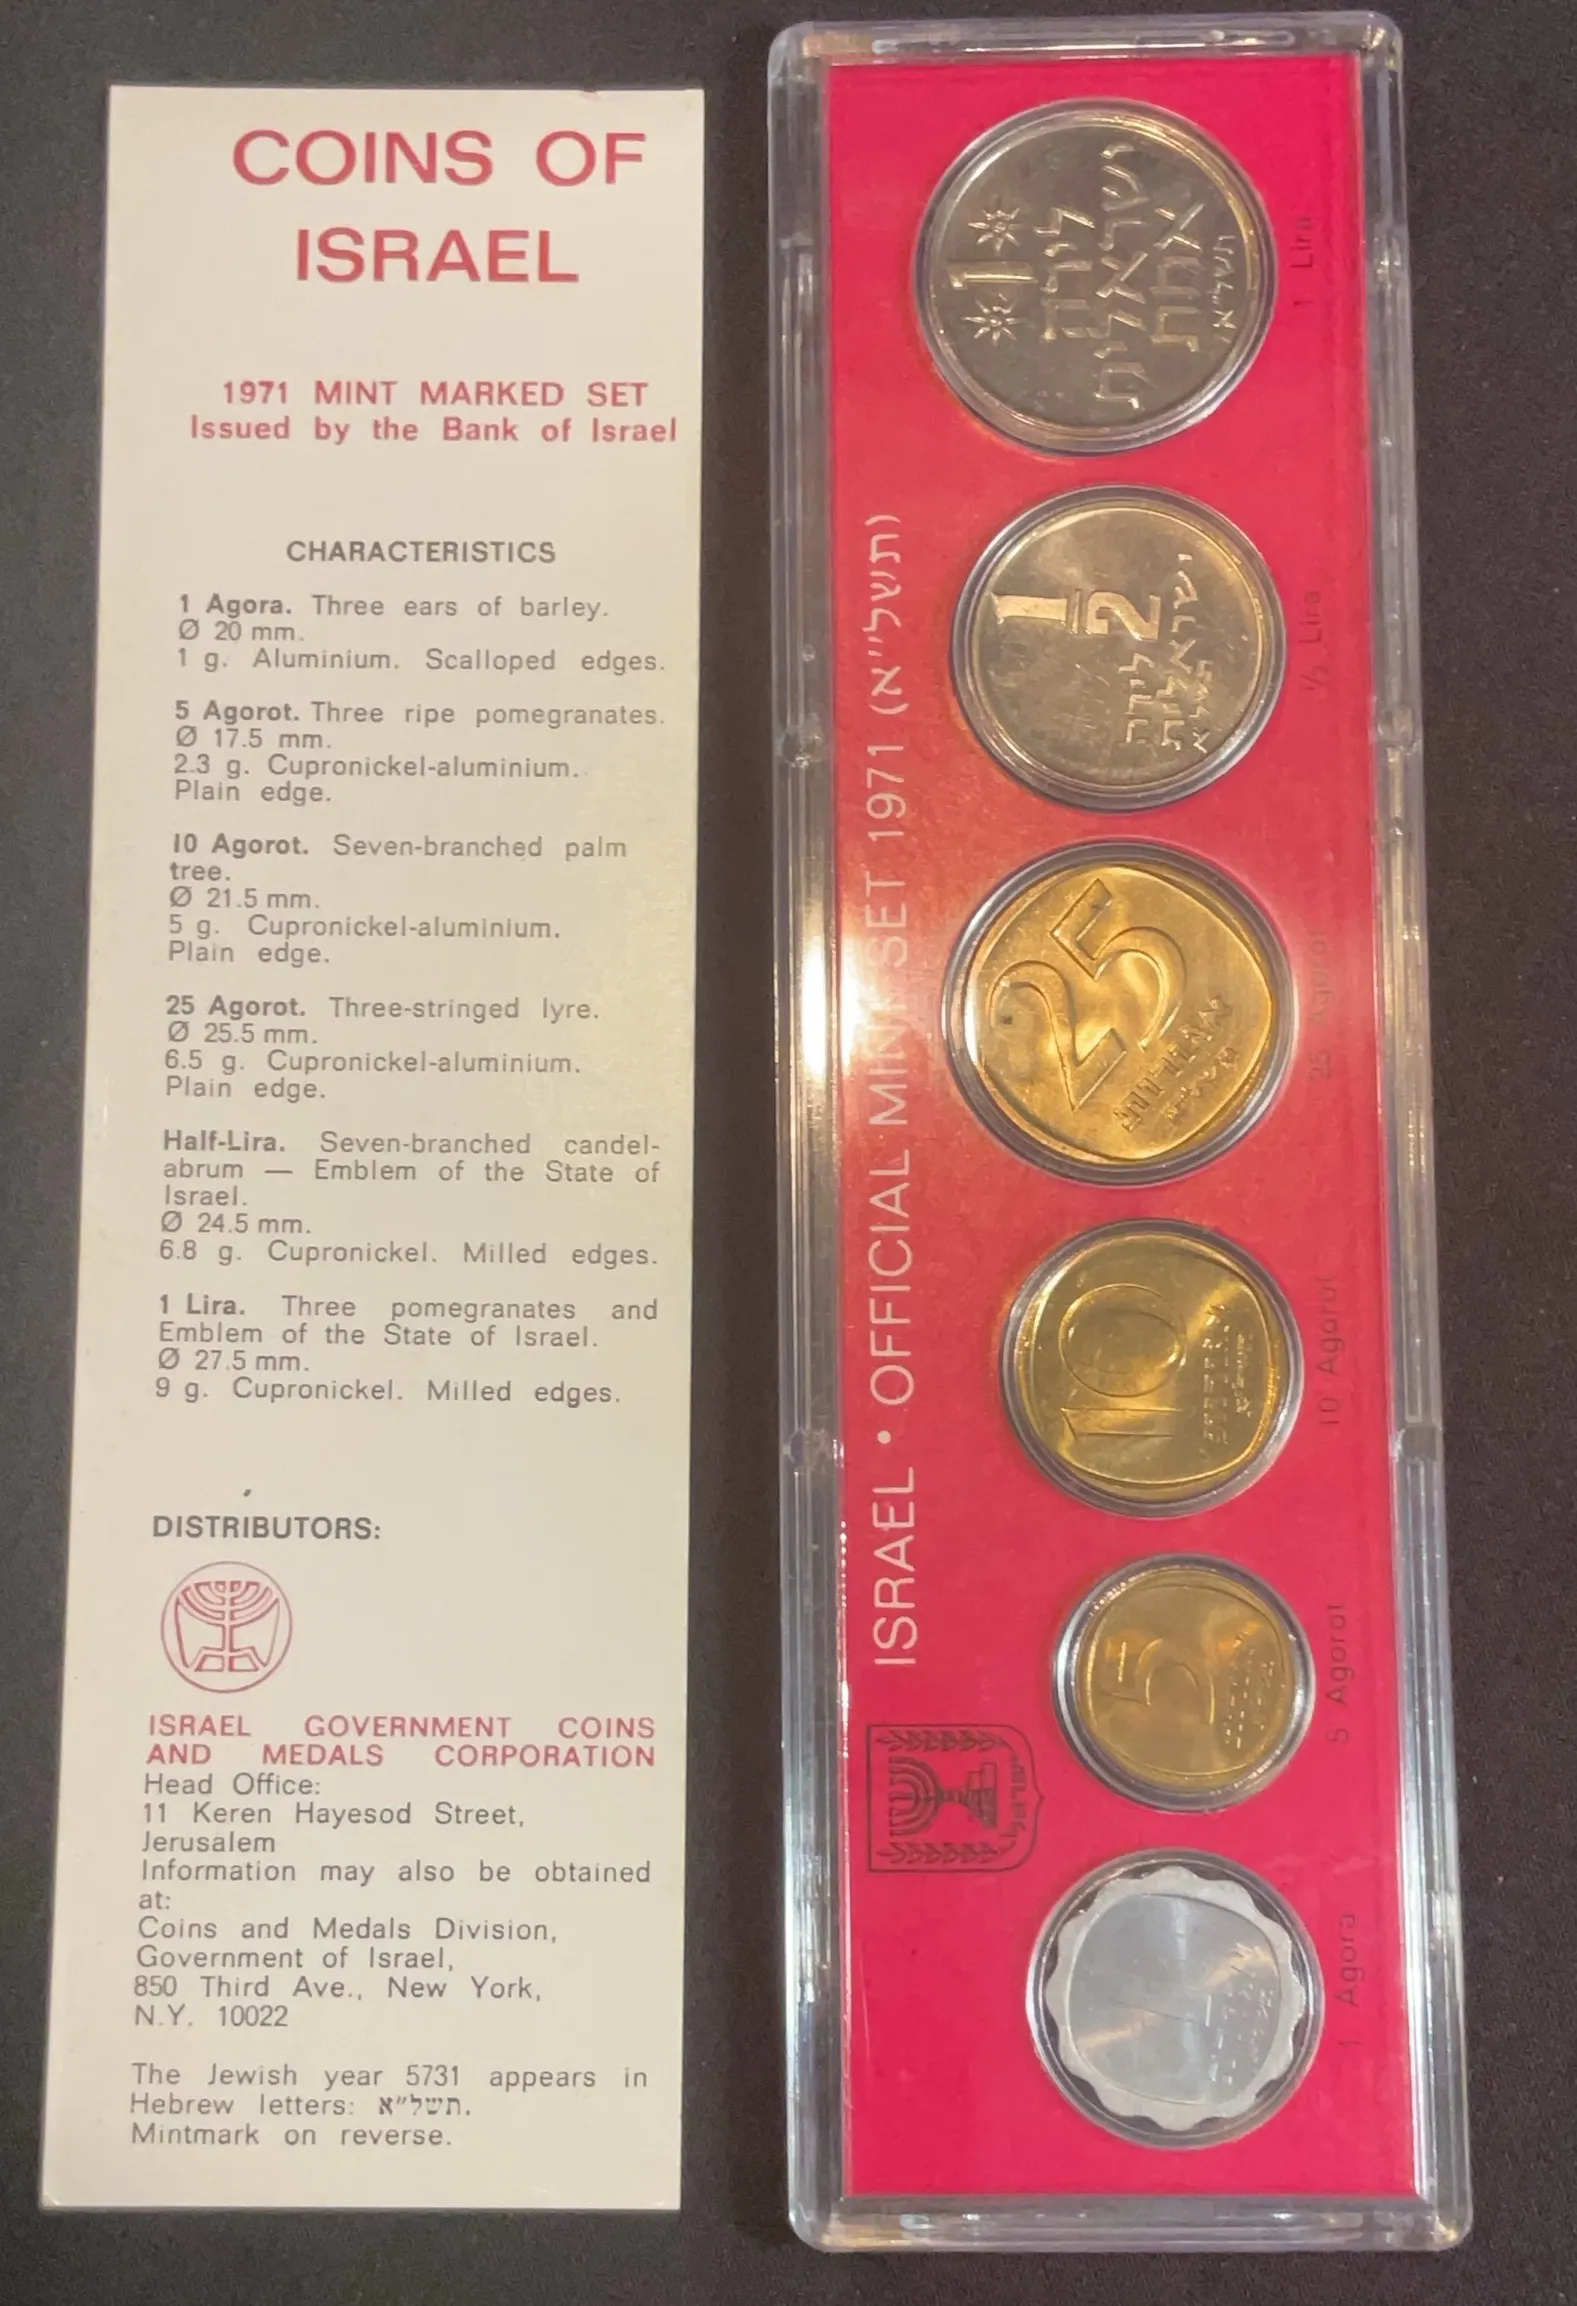 COINS OF
ISRAEL
1971 MINT MARKED SET
Issued by the Bank of Israel
CHARACTERISTICS
1 Agora. Three ears of barley.
Ø 20 mm.
1 g. Aluminium. Scalloped edges.
5 Agorot. Three ripe pomegranates.
Ø 17.5 mm.
2.3 g. Cupronickel-aluminium.
Plain edge.
10 Agorot. Seven-branched palm
tree.
Ø 21.5 mm.
5 g. Cupronickel-aluminium.
Plain edge.
25 Agorot. Three-stringed lyre.
Ø 25.5 mm.
6.5 g. Cupronickel-aluminium.
Plain edge.
Half-Lira. Seven-branched candel-
abrum — Emblem of the State of
Israel.
Ø 24.5 mm.
6.8 g. Cupronickel. Milled edges.
1 Lira. Three pomegranates and
Emblem of the State of Israel.
Ø 27.5 mm.
9 g. Cupronickel. Milled edges.
DISTRIBUTORS:
ISRAEL GOVERNMENT COINS
AND MEDALS CORPORATION
Head Office:
11 Keren Hayesod Street,
Jerusalem
Information may also be obtained
at:
Coins and Medals Division,
Government of Israel,
850 Third Ave., New York,
N.Y. 10022
The Jewish year 5731 appears in
Hebrew letters: תשל"א.
Mintmark on reverse.
ISRAEL • OFFICIAL MINT SET 1971 (תשל"א)
ישראל
1
לירה
ישראלית
אחת
תשל"א
1 Lira
1/2
לירה
ישראלית
תשל"א
½ Lira
25
אגורות
תשל"א
25 Agorot
10
אגורות
תשל"א
10 Agorot
5
5 Agorot
1 Agora